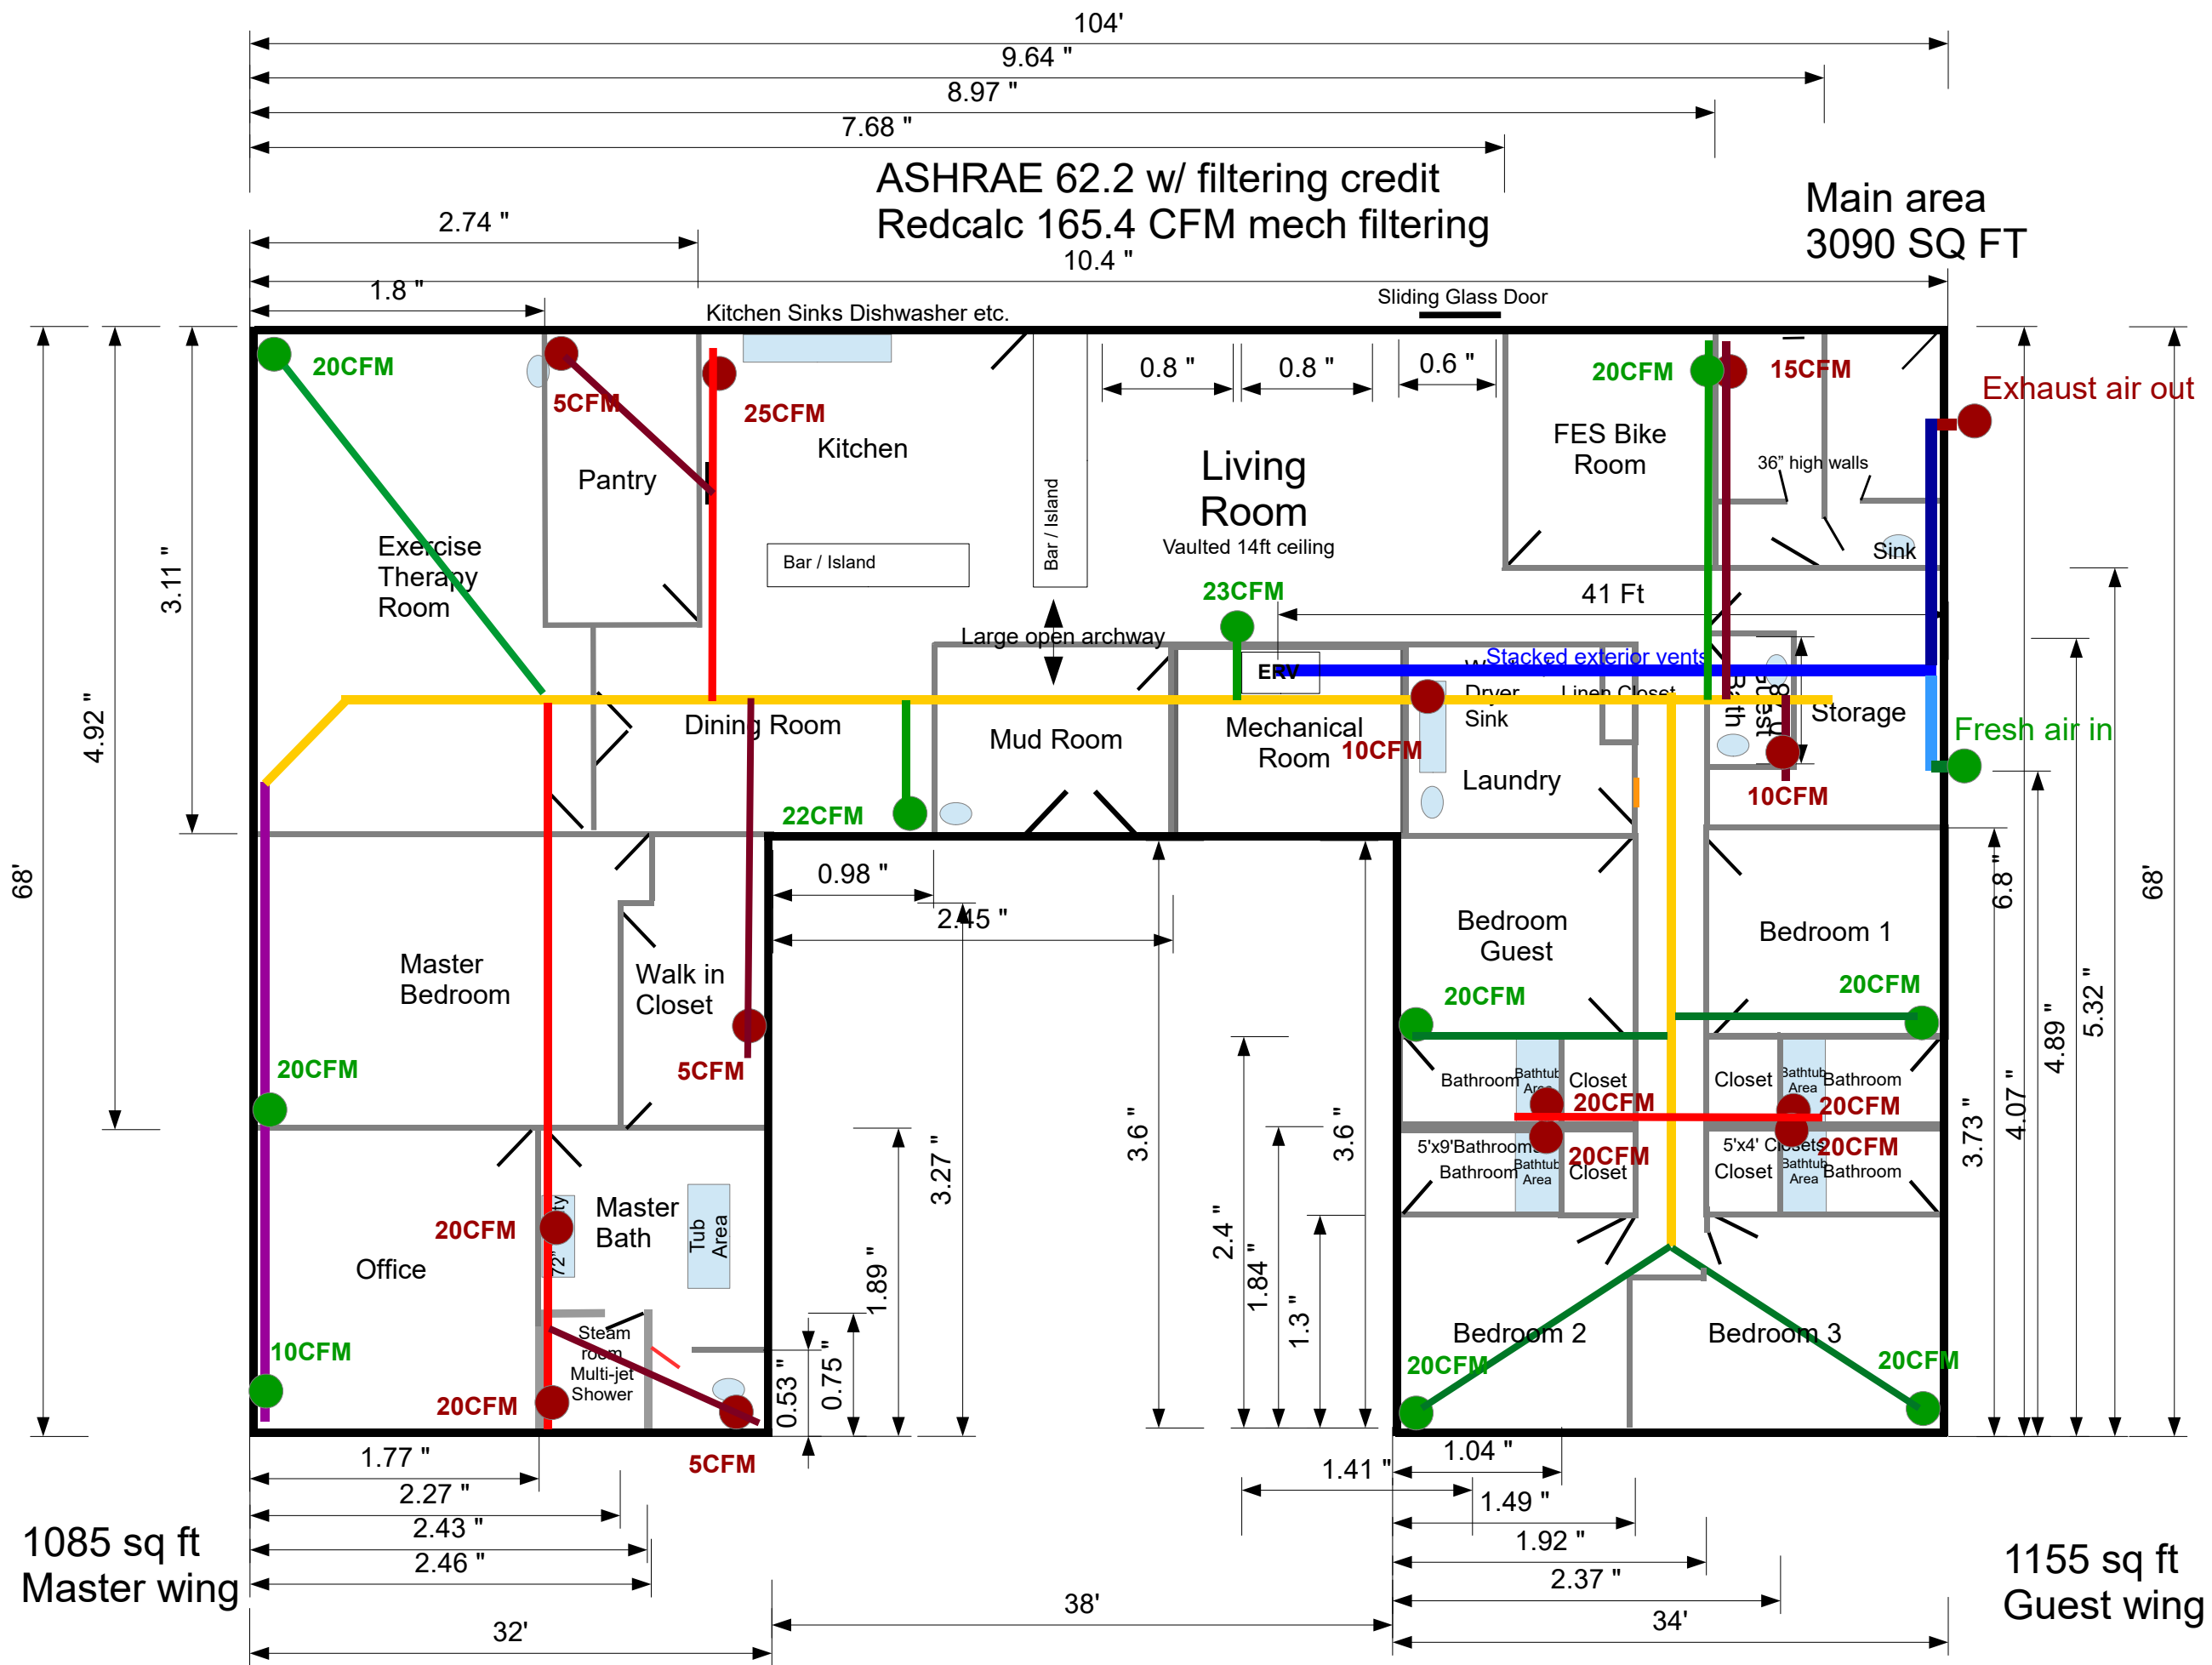 104'
9.64 "
8.97 "
7.68 "
ASHRAE 62.2 w/ filtering credit
Redcalc 165.4 CFM mech filtering
Main area
3090 SQ FT
2.74 "
10.4 "
1.8 "
Kitchen Sinks Dishwasher etc.
Sliding Glass Door
20CFM
5CFM
25CFM
0.8 "
0.8 "
0.6 "
20CFM
15CFM
Exhaust air out
Kitchen
Pantry
Living
Room
Vaulted 14ft ceiling
FES Bike
Room
36" high walls
Sink
Bar / Island
Bar / Island
Exercise
Therapy
Room
3.11 "
4.92 "
68'
23CFM
41 Ft
Large open archway
Stacked exterior vents
ERV
Dryer
Sink
Linen Closet
Bath
Storage
Fresh air in
Dining Room
Mud Room
Mechanical
Room
10CFM
Laundry
10CFM
22CFM
0.98 "
2.45 "
6.8 "
68'
Master
Bedroom
Walk in
Closet
Bedroom
Guest
Bedroom 1
20CFM
20CFM
20CFM
5CFM
5.32 "
4.89 "
4.07 "
3.73 "
3.6 "
3.6 "
3.27 "
Bathroom
Bathtub
Area
Closet
Closet
Bathtub
Area
Bathroom
20CFM
20CFM
5'x9'Bathrooms
5'x4' Closets
20CFM
20CFM
Bathroom
Bathtub
Area
Closet
Closet
Bathtub
Area
Bathroom
20CFM
72"
Master
Bath
Tub
Area
Office
1.89 "
2.4 "
1.84 "
1.3 "
10CFM
Steam
room
Multi-jet
Shower
0.53 "
0.75 "
Bedroom 2
Bedroom 3
20CFM
20CFM
20CFM
5CFM
1.77 "
2.27 "
2.43 "
2.46 "
1.04 "
1.41 "
1.49 "
1.92 "
2.37 "
1085 sq ft
Master wing
1155 sq ft
Guest wing
32'
38'
34'